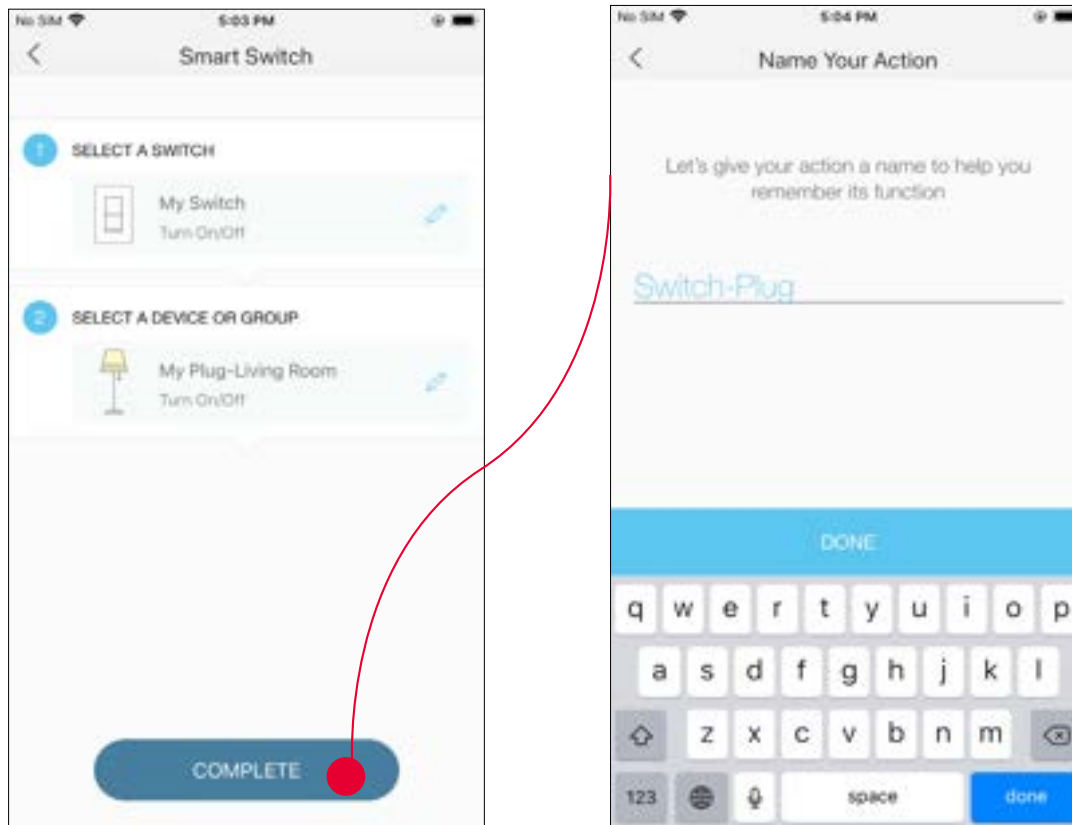 No SIM 5:03 PM
Smart Switch
1 SELECT A SWITCH
My Switch
Turn On/Off
2 SELECT A DEVICE OR GROUP
My Plug-Living Room
Turn On/Off
COMPLETE
No SIM 5:04 PM
Name Your Action
Let's give your action a name to help you
remember its function
Switch-Plug
DONE
q w e r t y u i o p
a s d f g h j k l
z x c v b n m
123 space done